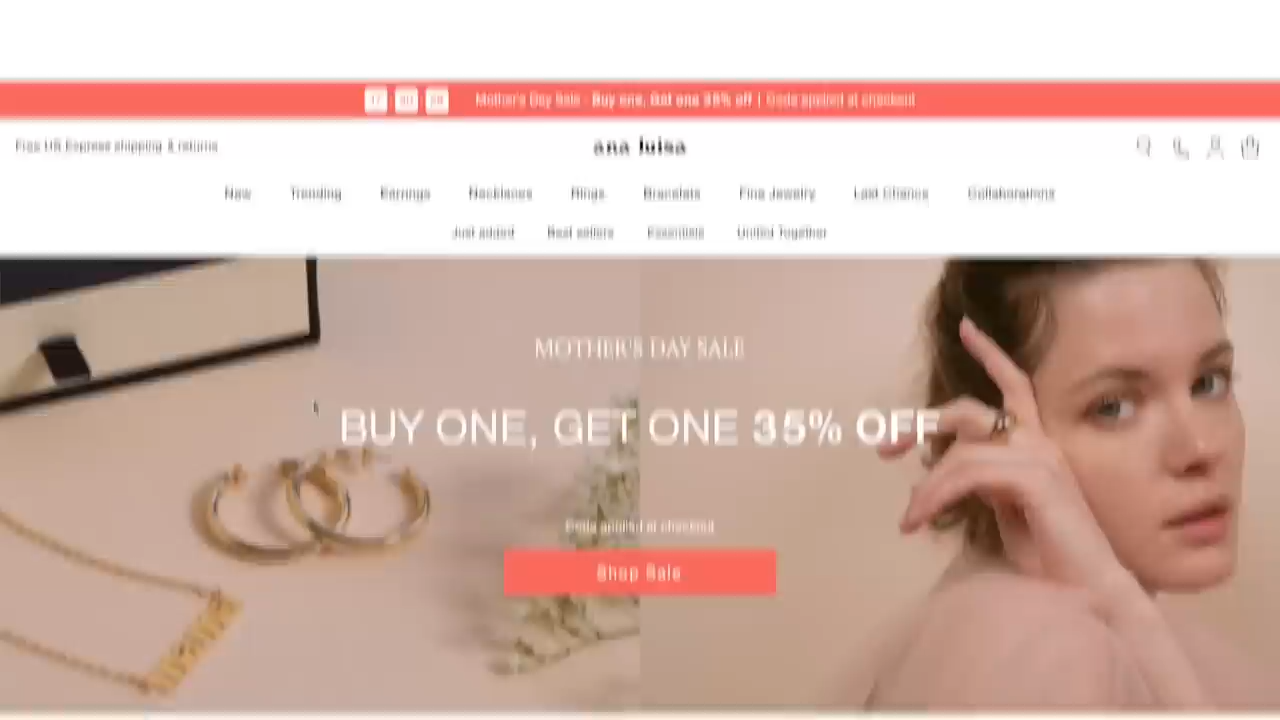 Mother's Day Sale - Buy one, Get one 35% off | Code applied at checkout
Free US Express shipping & returns
ana luisa
New Trending Earrings Necklaces Rings Bracelets Fine Jewelry Last Chance Collaborations
Just added Best sellers Essentials United Together
MOTHER'S DAY SALE
BUY ONE, GET ONE 35% OFF
Code applied at checkout
Shop Sale